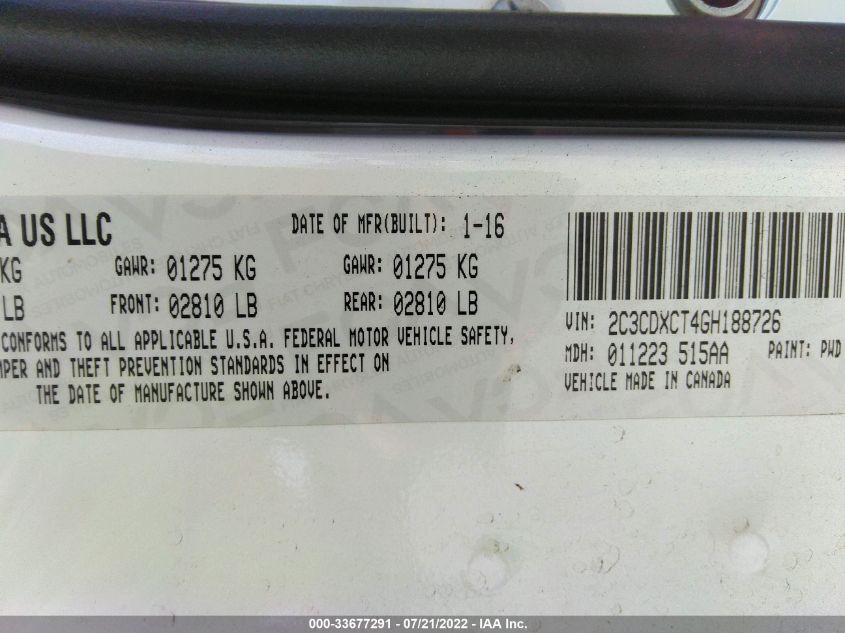 A US LLC DATE OF MFR(BUILT): 1-16
KG GAWR: 01275 KG GAWR: 01275 KG
LB FRONT: 02810 LB REAR: 02810 LB
CONFORMS TO ALL APPLICABLE U.S.A. FEDERAL MOTOR VEHICLE SAFETY,
MPER AND THEFT PREVENTION STANDARDS IN EFFECT ON
THE DATE OF MANUFACTURE SHOWN ABOVE.
VIN: 2C3CDXCT4GH188726
MDH: 011223 515AA PAINT: PWD
VEHICLE MADE IN CANADA
000-33677291 - 07/21/2022 - IAA Inc.